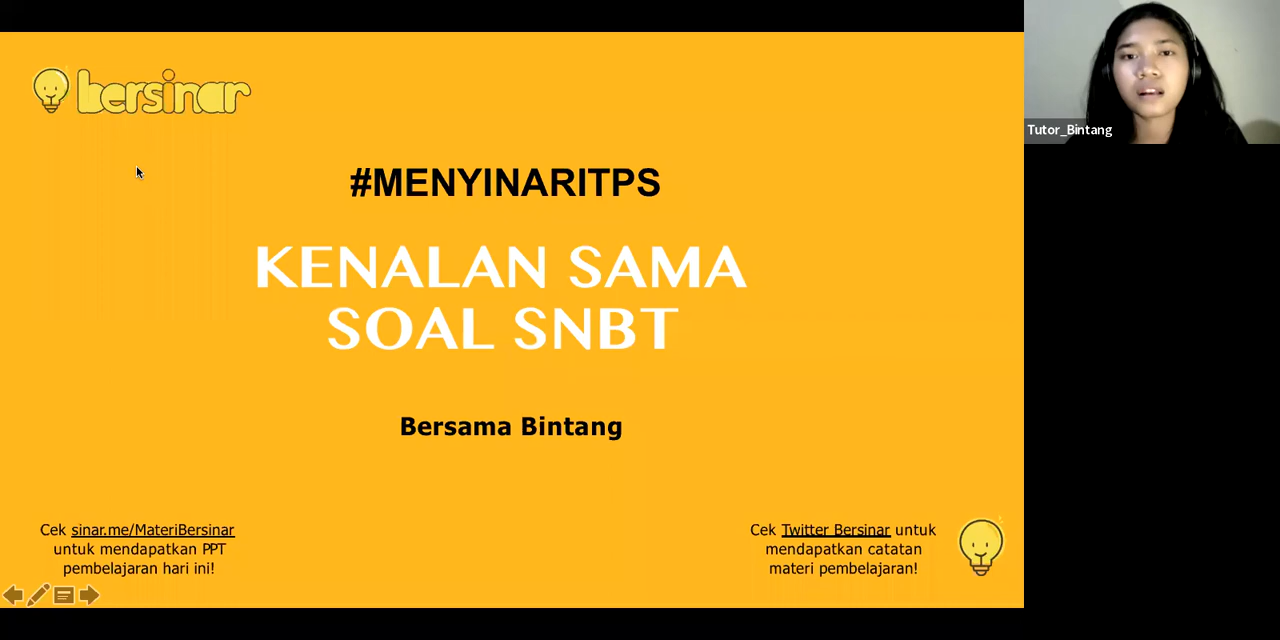 bersinar
#MENYINARITPS
KENALAN SAMA
SOAL SNBT
Bersama Bintang
Cek sinar.me/MateriBersinar
untuk mendapatkan PPT
pembelajaran hari ini!
Cek Twitter Bersinar untuk
mendapatkan catatan
materi pembelajaran!
Tutor_Bintang